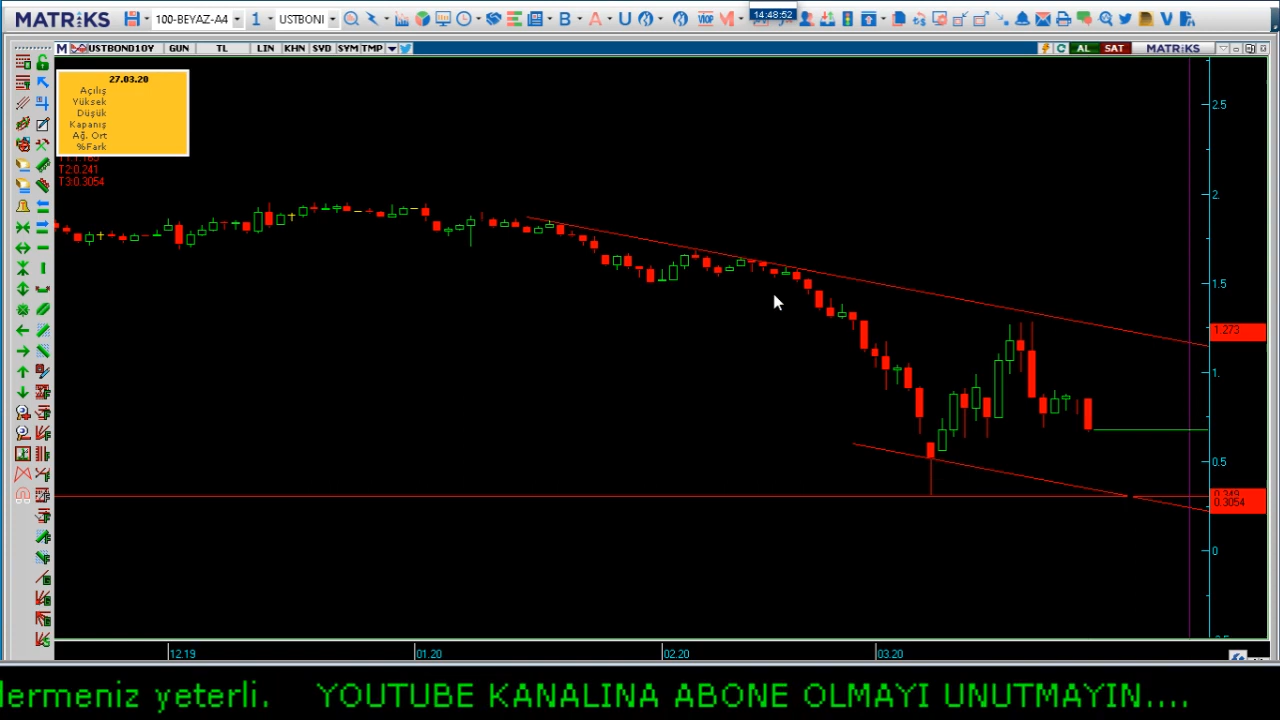 MATRiKS 100-BEYAZ-A4 1 USTBONI B A U VIOP M 14:48:52
M USTBOND10Y GUN TL LIN KHN SVD SYM TMP AL SAT MATRiKS
27.03.20
Açılış
Yüksek
Düşük
Kapanış
Ağ. Ort
%Fark
T2:0.241
T3:0.3054
2.5
2.
1.5
1.273
1.
0.5
0.3054
0
12.19 01.20 02.20 03.20
lermeniz yeterli. YOUTUBE KANALINA ABONE OLMAYI UNUTMAYIN....